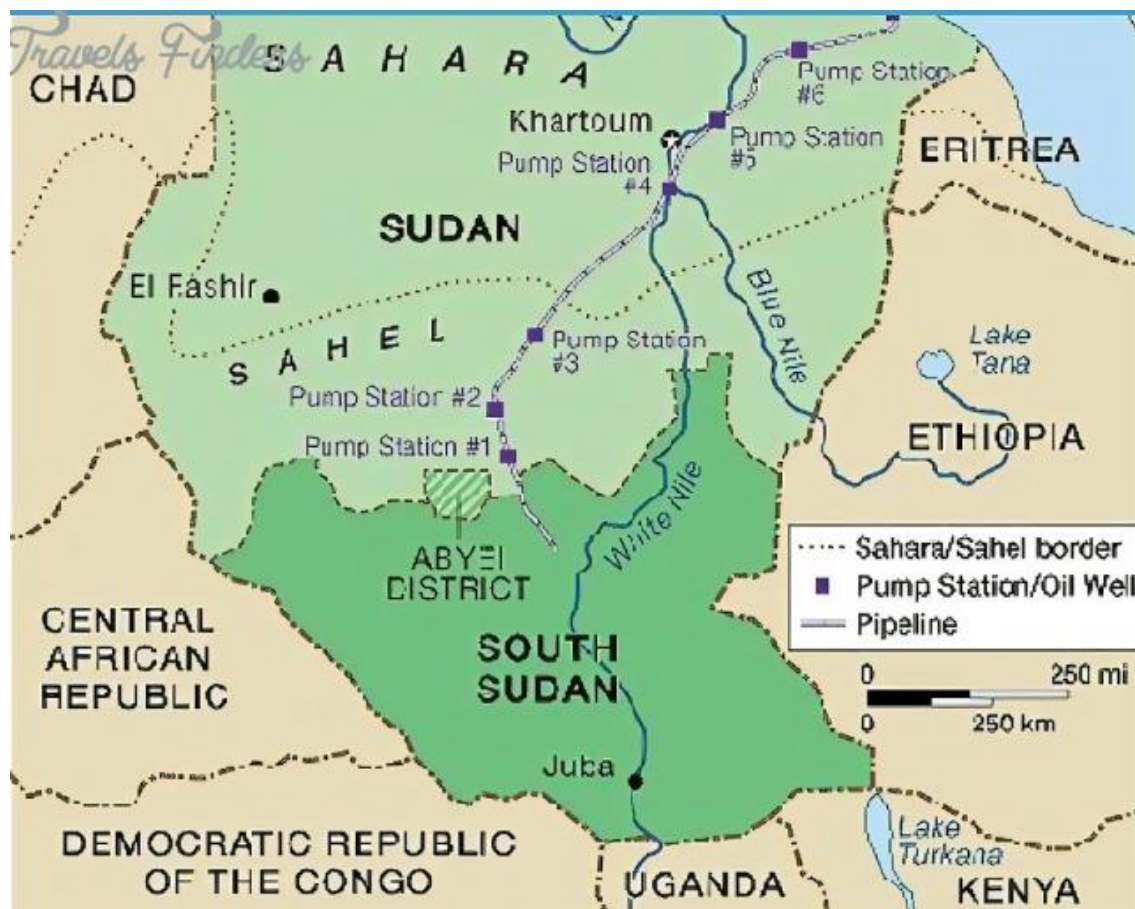 Travels Finders
SAHARA
CHAD
Pump Station
#6
Khartoum
Pump Station
#5
ERITREA
Pump Station
#4
SUDAN
El Fashir
Blue Nile
SAHEL
Pump Station
#3
Lake
Tana
Pump Station #2
ETHIOPIA
Pump Station #1
White Nile
ABYEI
DISTRICT
Sahara/Sahel border
Pump Station/Oil Well
Pipeline
CENTRAL
AFRICAN
REPUBLIC
SOUTH
SUDAN
0 250 mi
0 250 km
Juba
DEMOCRATIC REPUBLIC
OF THE CONGO
UGANDA
Lake
Turkana
KENYA